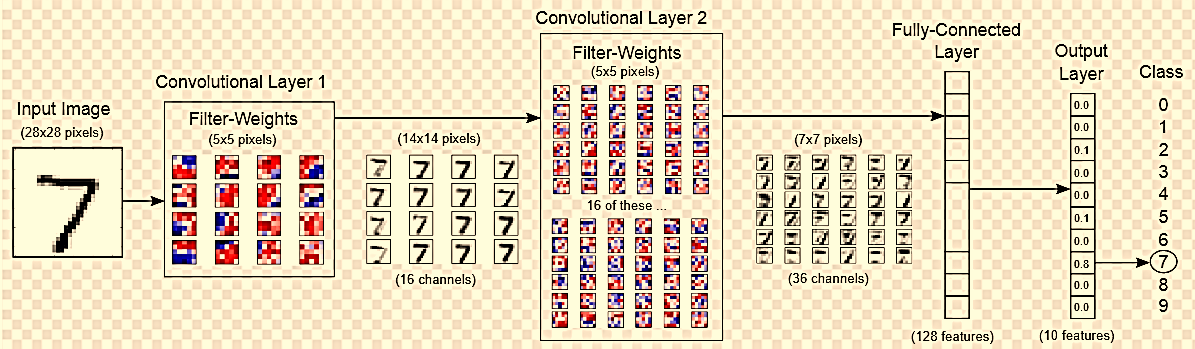 Input Image
(28x28 pixels)
Convolutional Layer 1
Filter-Weights
(5x5 pixels)
(14x14 pixels)
(16 channels)
Convolutional Layer 2
Filter-Weights
(5x5 pixels)
16 of these ...
(7x7 pixels)
(36 channels)
Fully-Connected
Layer
(128 features)
Output
Layer
0.0
0.0
0.1
0.0
0.0
0.1
0.0
0.8
0.0
0.0
(10 features)
Class
0
1
2
3
4
5
6
7
8
9